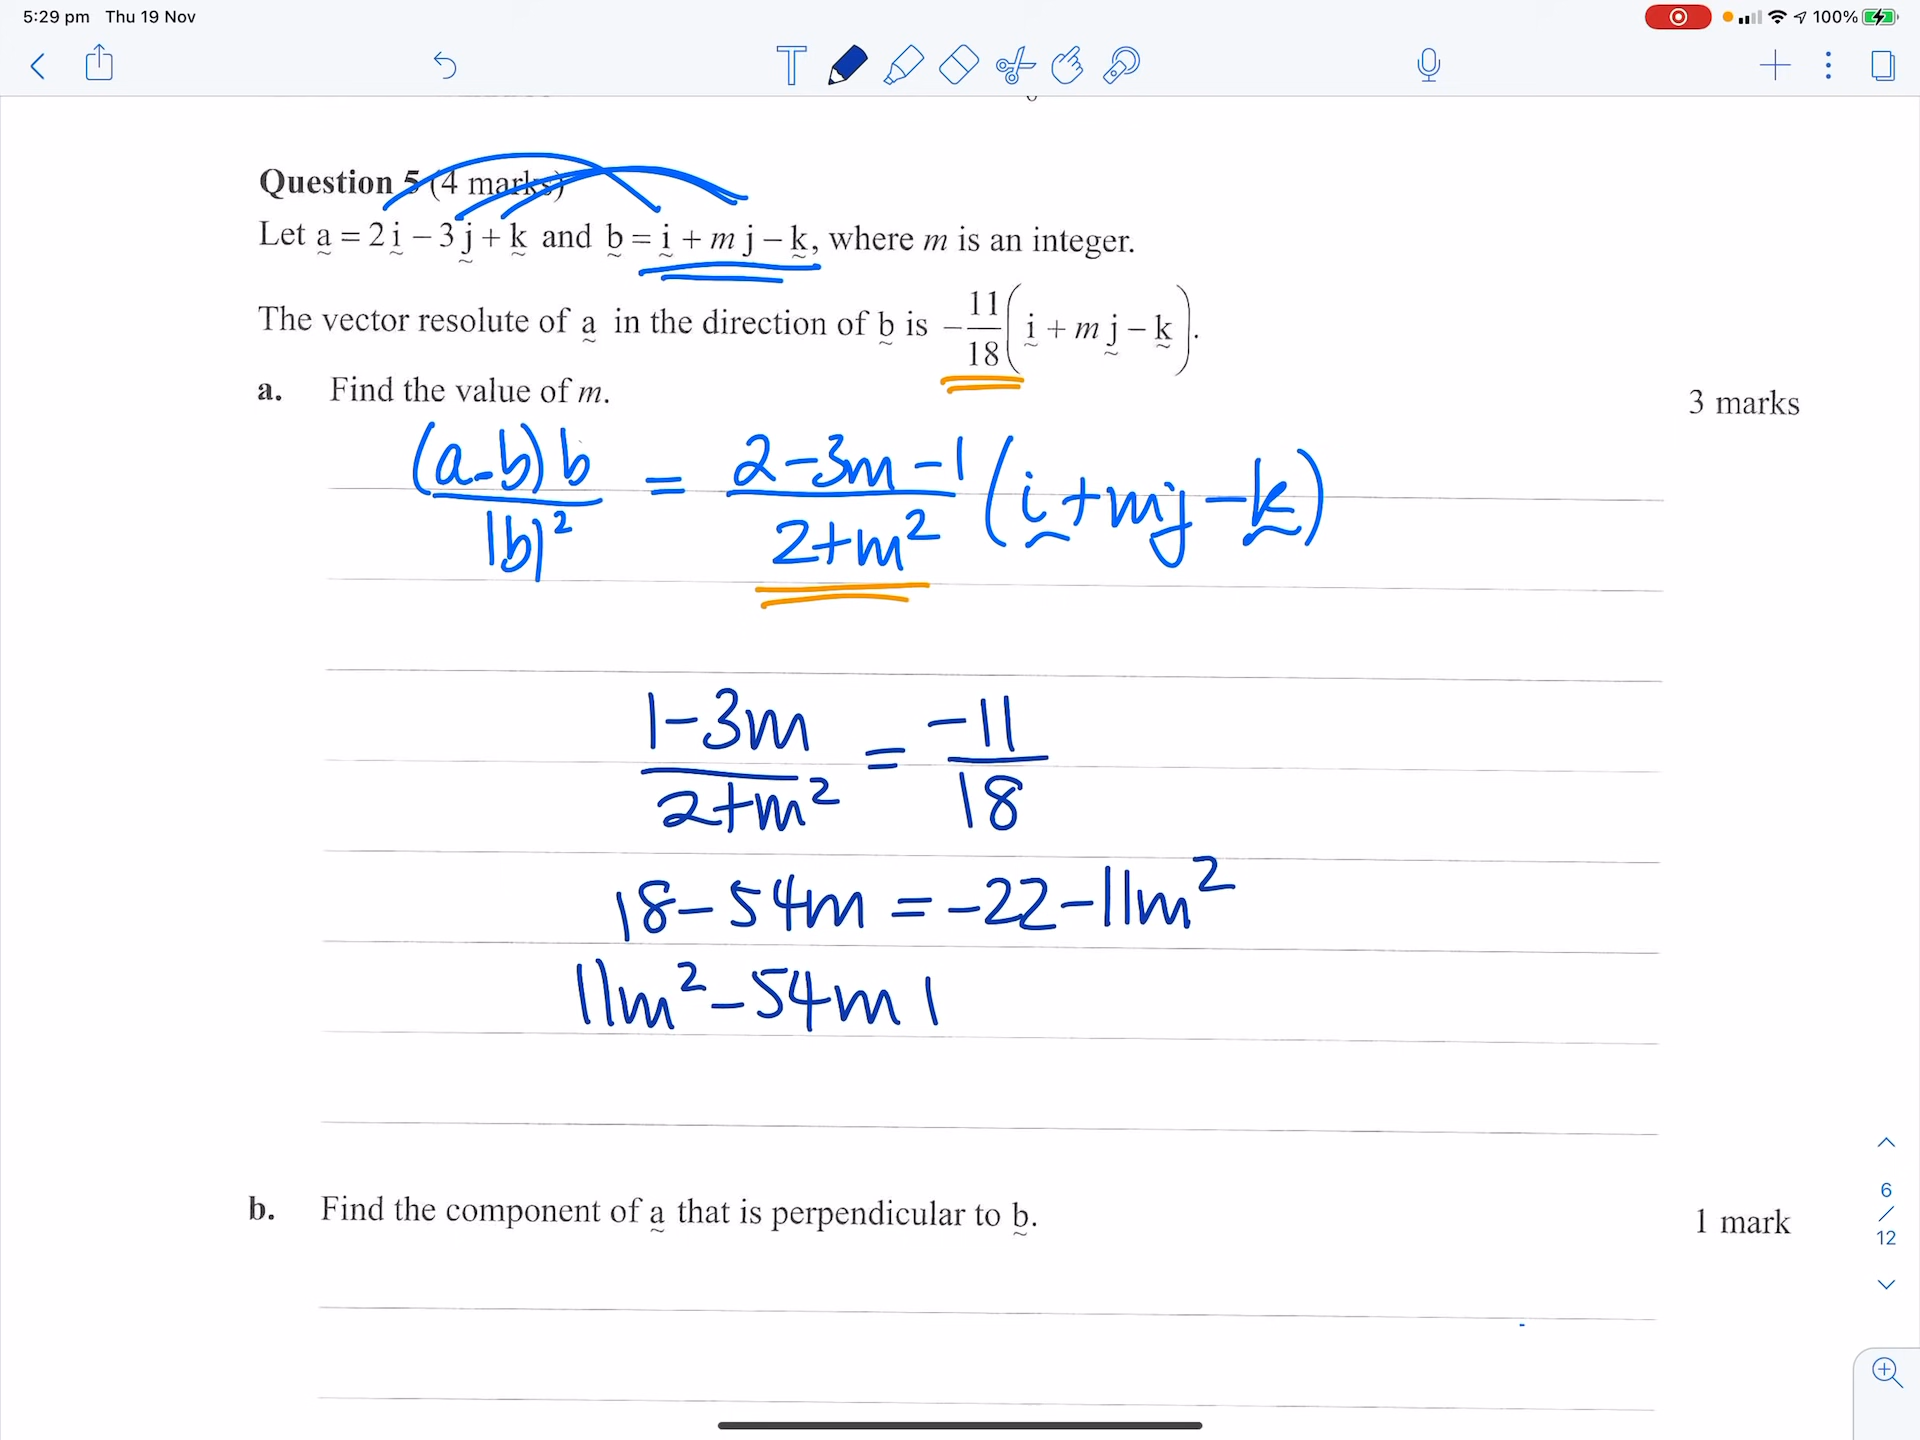 5:29 pm Thu 19 Nov
100%
Question 5 (4 marks)
Let a = 2i − 3j + k and b = i + m j − k, where m is an integer.
The vector resolute of a in the direction of b is −11/18 (i + m j − k).
a. Find the value of m.
3 marks
(a.b)b/|b|² = 2-3m-1/2+m² (i+mj-k)
1-3m/2+m² = -11/18
18-54m = -22-11m²
11m²-54m 1
b. Find the component of a that is perpendicular to b.
1 mark
6
/
12